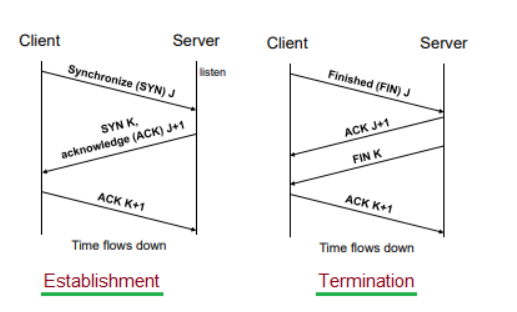 Client
Server
listen
Synchronize (SYN) J
SYN K,
acknowledge (ACK) J+1
ACK K+1
Time flows down
Establishment
Client
Server
Finished (FIN) J
ACK J+1
FIN K
ACK K+1
Time flows down
Termination